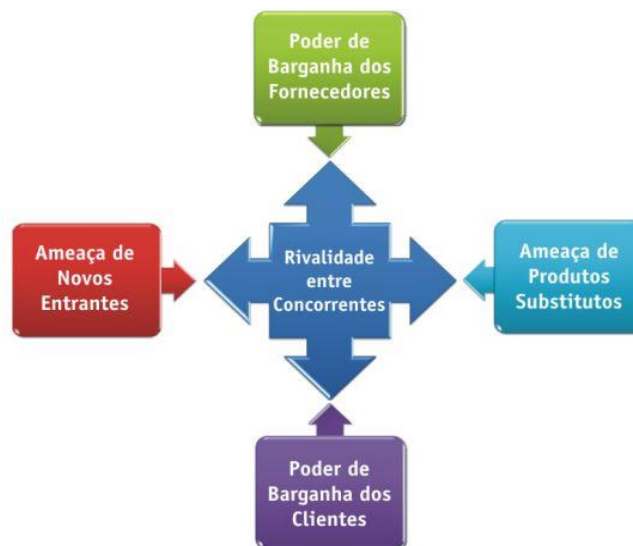 Poder de
Barganha dos
Fornecedores
Ameaça de
Novos
Entrantes
Rivalidade
entre
Concorrentes
Ameaça de
Produtos
Substitutos
Poder de
Barganha dos
Clientes